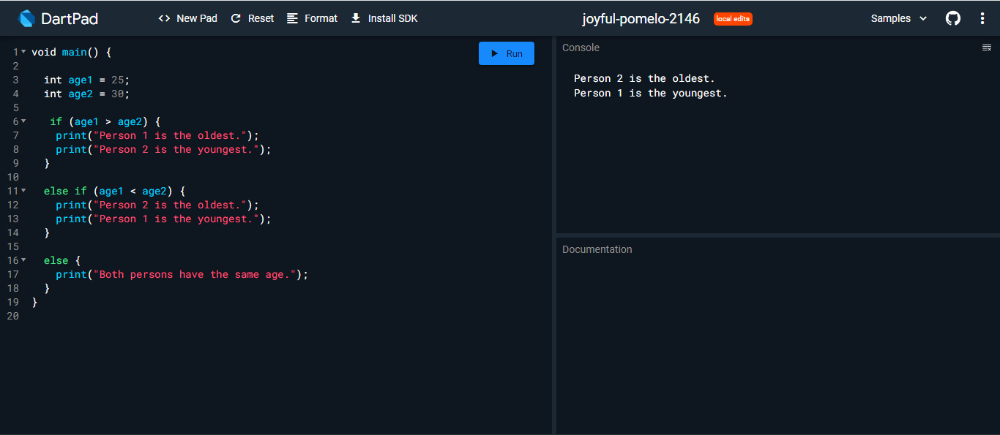 DartPad
<> New Pad
Reset
Format
Install SDK
joyful-pomelo-2146
local edits
Samples
1 void main() {
2
3   int age1 = 25;
4   int age2 = 30;
5
6    if (age1 > age2) {
7     print("Person 1 is the oldest.");
8     print("Person 2 is the youngest.");
9   }
10
11   else if (age1 < age2) {
12     print("Person 2 is the oldest.");
13     print("Person 1 is the youngest.");
14   }
15
16   else {
17     print("Both persons have the same age.");
18   }
19 }
20
Run
Console
Person 2 is the oldest.
Person 1 is the youngest.
Documentation